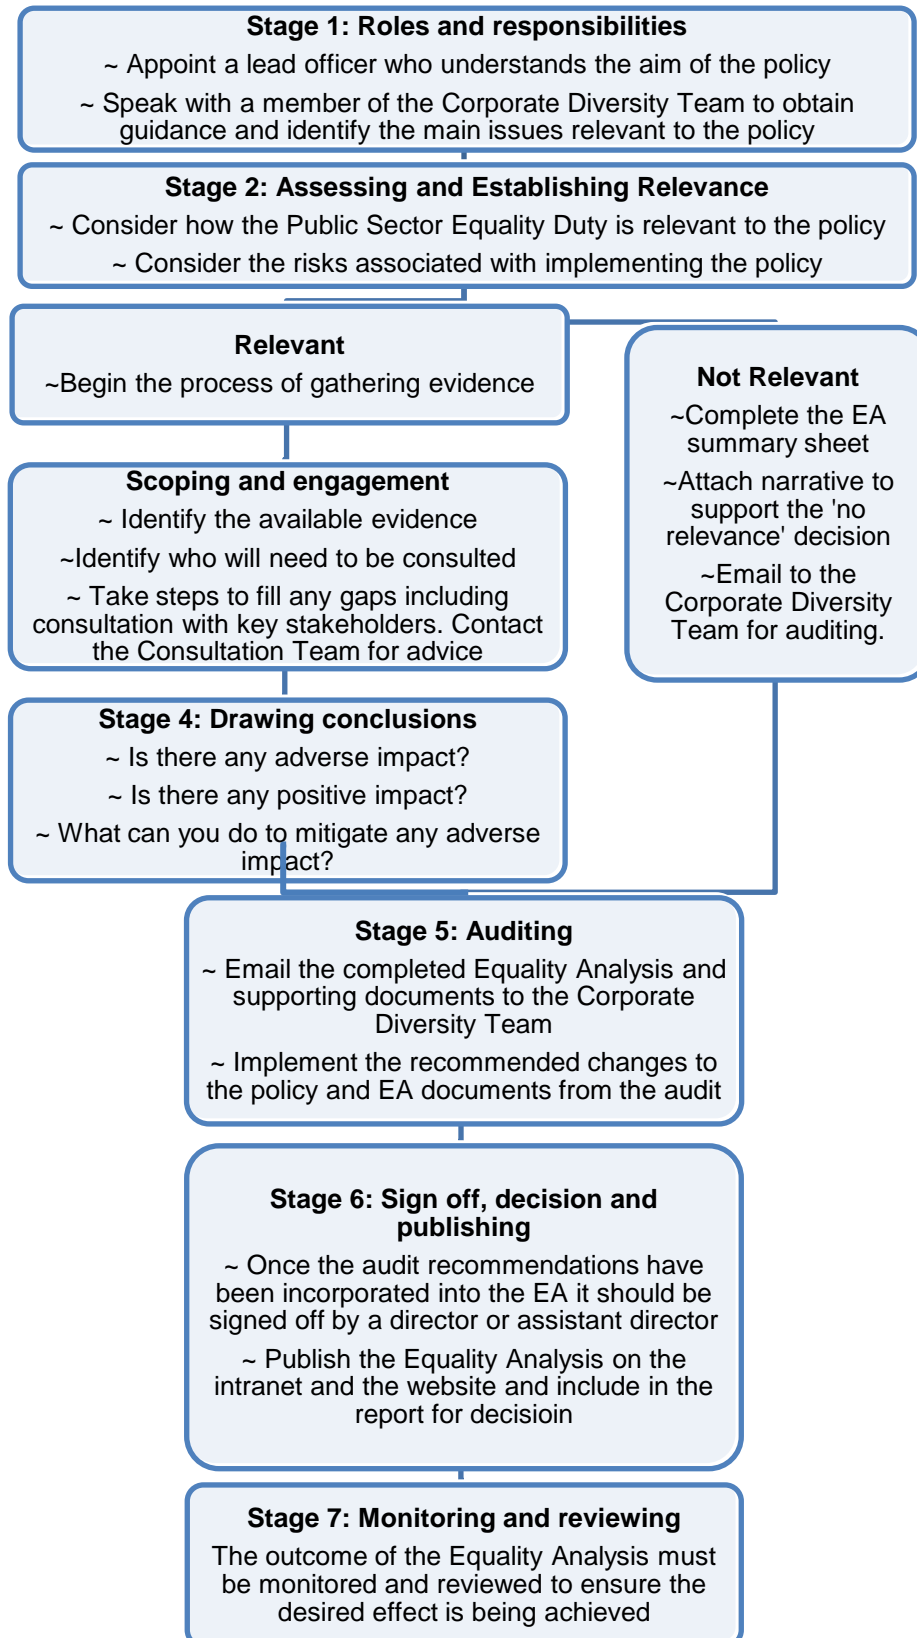 Stage 1: Roles and responsibilities
~ Appoint a lead officer who understands the aim of the policy
~ Speak with a member of the Corporate Diversity Team to obtain
guidance and identify the main issues relevant to the policy
Stage 2: Assessing and Establishing Relevance
~ Consider how the Public Sector Equality Duty is relevant to the policy
~ Consider the risks associated with implementing the policy
Relevant
~Begin the process of gathering evidence
Not Relevant
~Complete the EA
summary sheet
~Attach narrative to
support the 'no
relevance' decision
~Email to the
Corporate Diversity
Team for auditing.
Scoping and engagement
~ Identify the available evidence
~Identify who will need to be consulted
~ Take steps to fill any gaps including
consultation with key stakeholders. Contact
the Consultation Team for advice
Stage 4: Drawing conclusions
~ Is there any adverse impact?
~ Is there any positive impact?
~ What can you do to mitigate any adverse
impact?
Stage 5: Auditing
~ Email the completed Equality Analysis and
supporting documents to the Corporate
Diversity Team
~ Implement the recommended changes to
the policy and EA documents from the audit
Stage 6: Sign off, decision and
publishing
~ Once the audit recommendations have
been incorporated into the EA it should be
signed off by a director or assistant director
~ Publish the Equality Analysis on the
intranet and the website and include in the
report for decisioin
Stage 7: Monitoring and reviewing
The outcome of the Equality Analysis must
be monitored and reviewed to ensure the
desired effect is being achieved